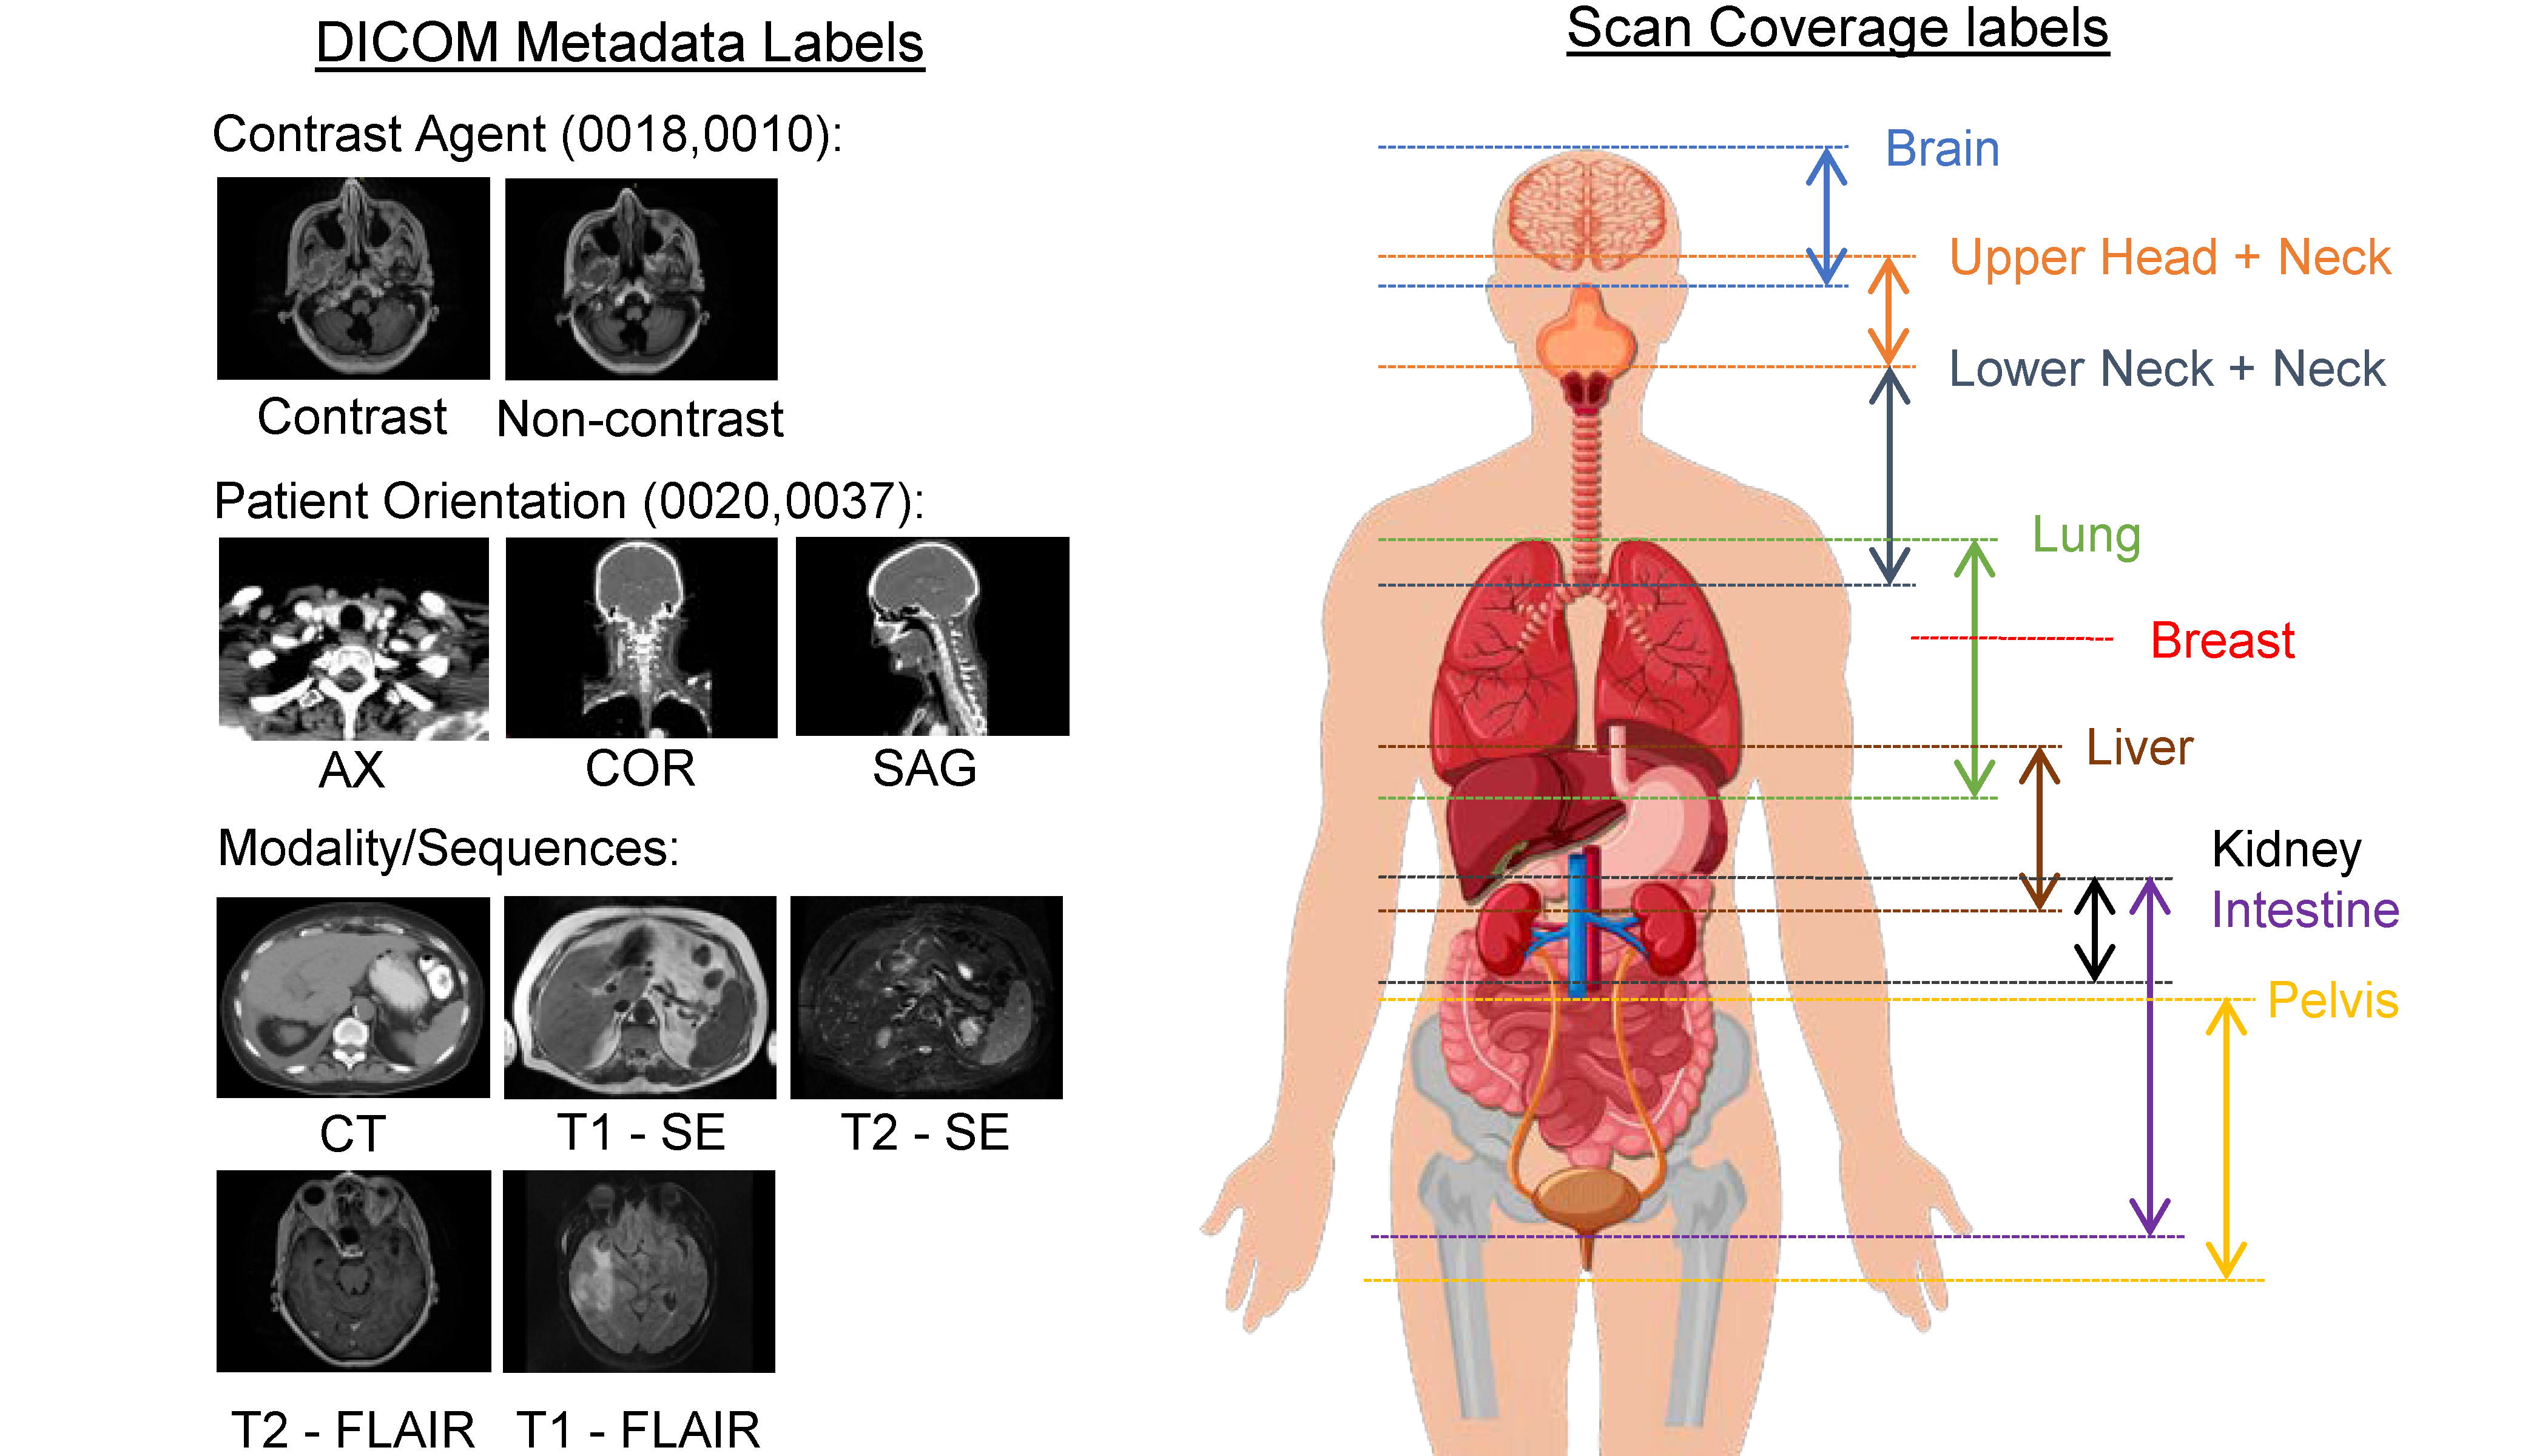 DICOM Metadata Labels
Contrast Agent (0018,0010):
Contrast
Non-contrast
Patient Orientation (0020,0037):
AX
COR
SAG
Modality/Sequences:
CT
T1 - SE
T2 - SE
T2 - FLAIR
T1 - FLAIR
Scan Coverage labels
Brain
Upper Head + Neck
Lower Neck + Neck
Lung
Breast
Liver
Kidney
Intestine
Pelvis